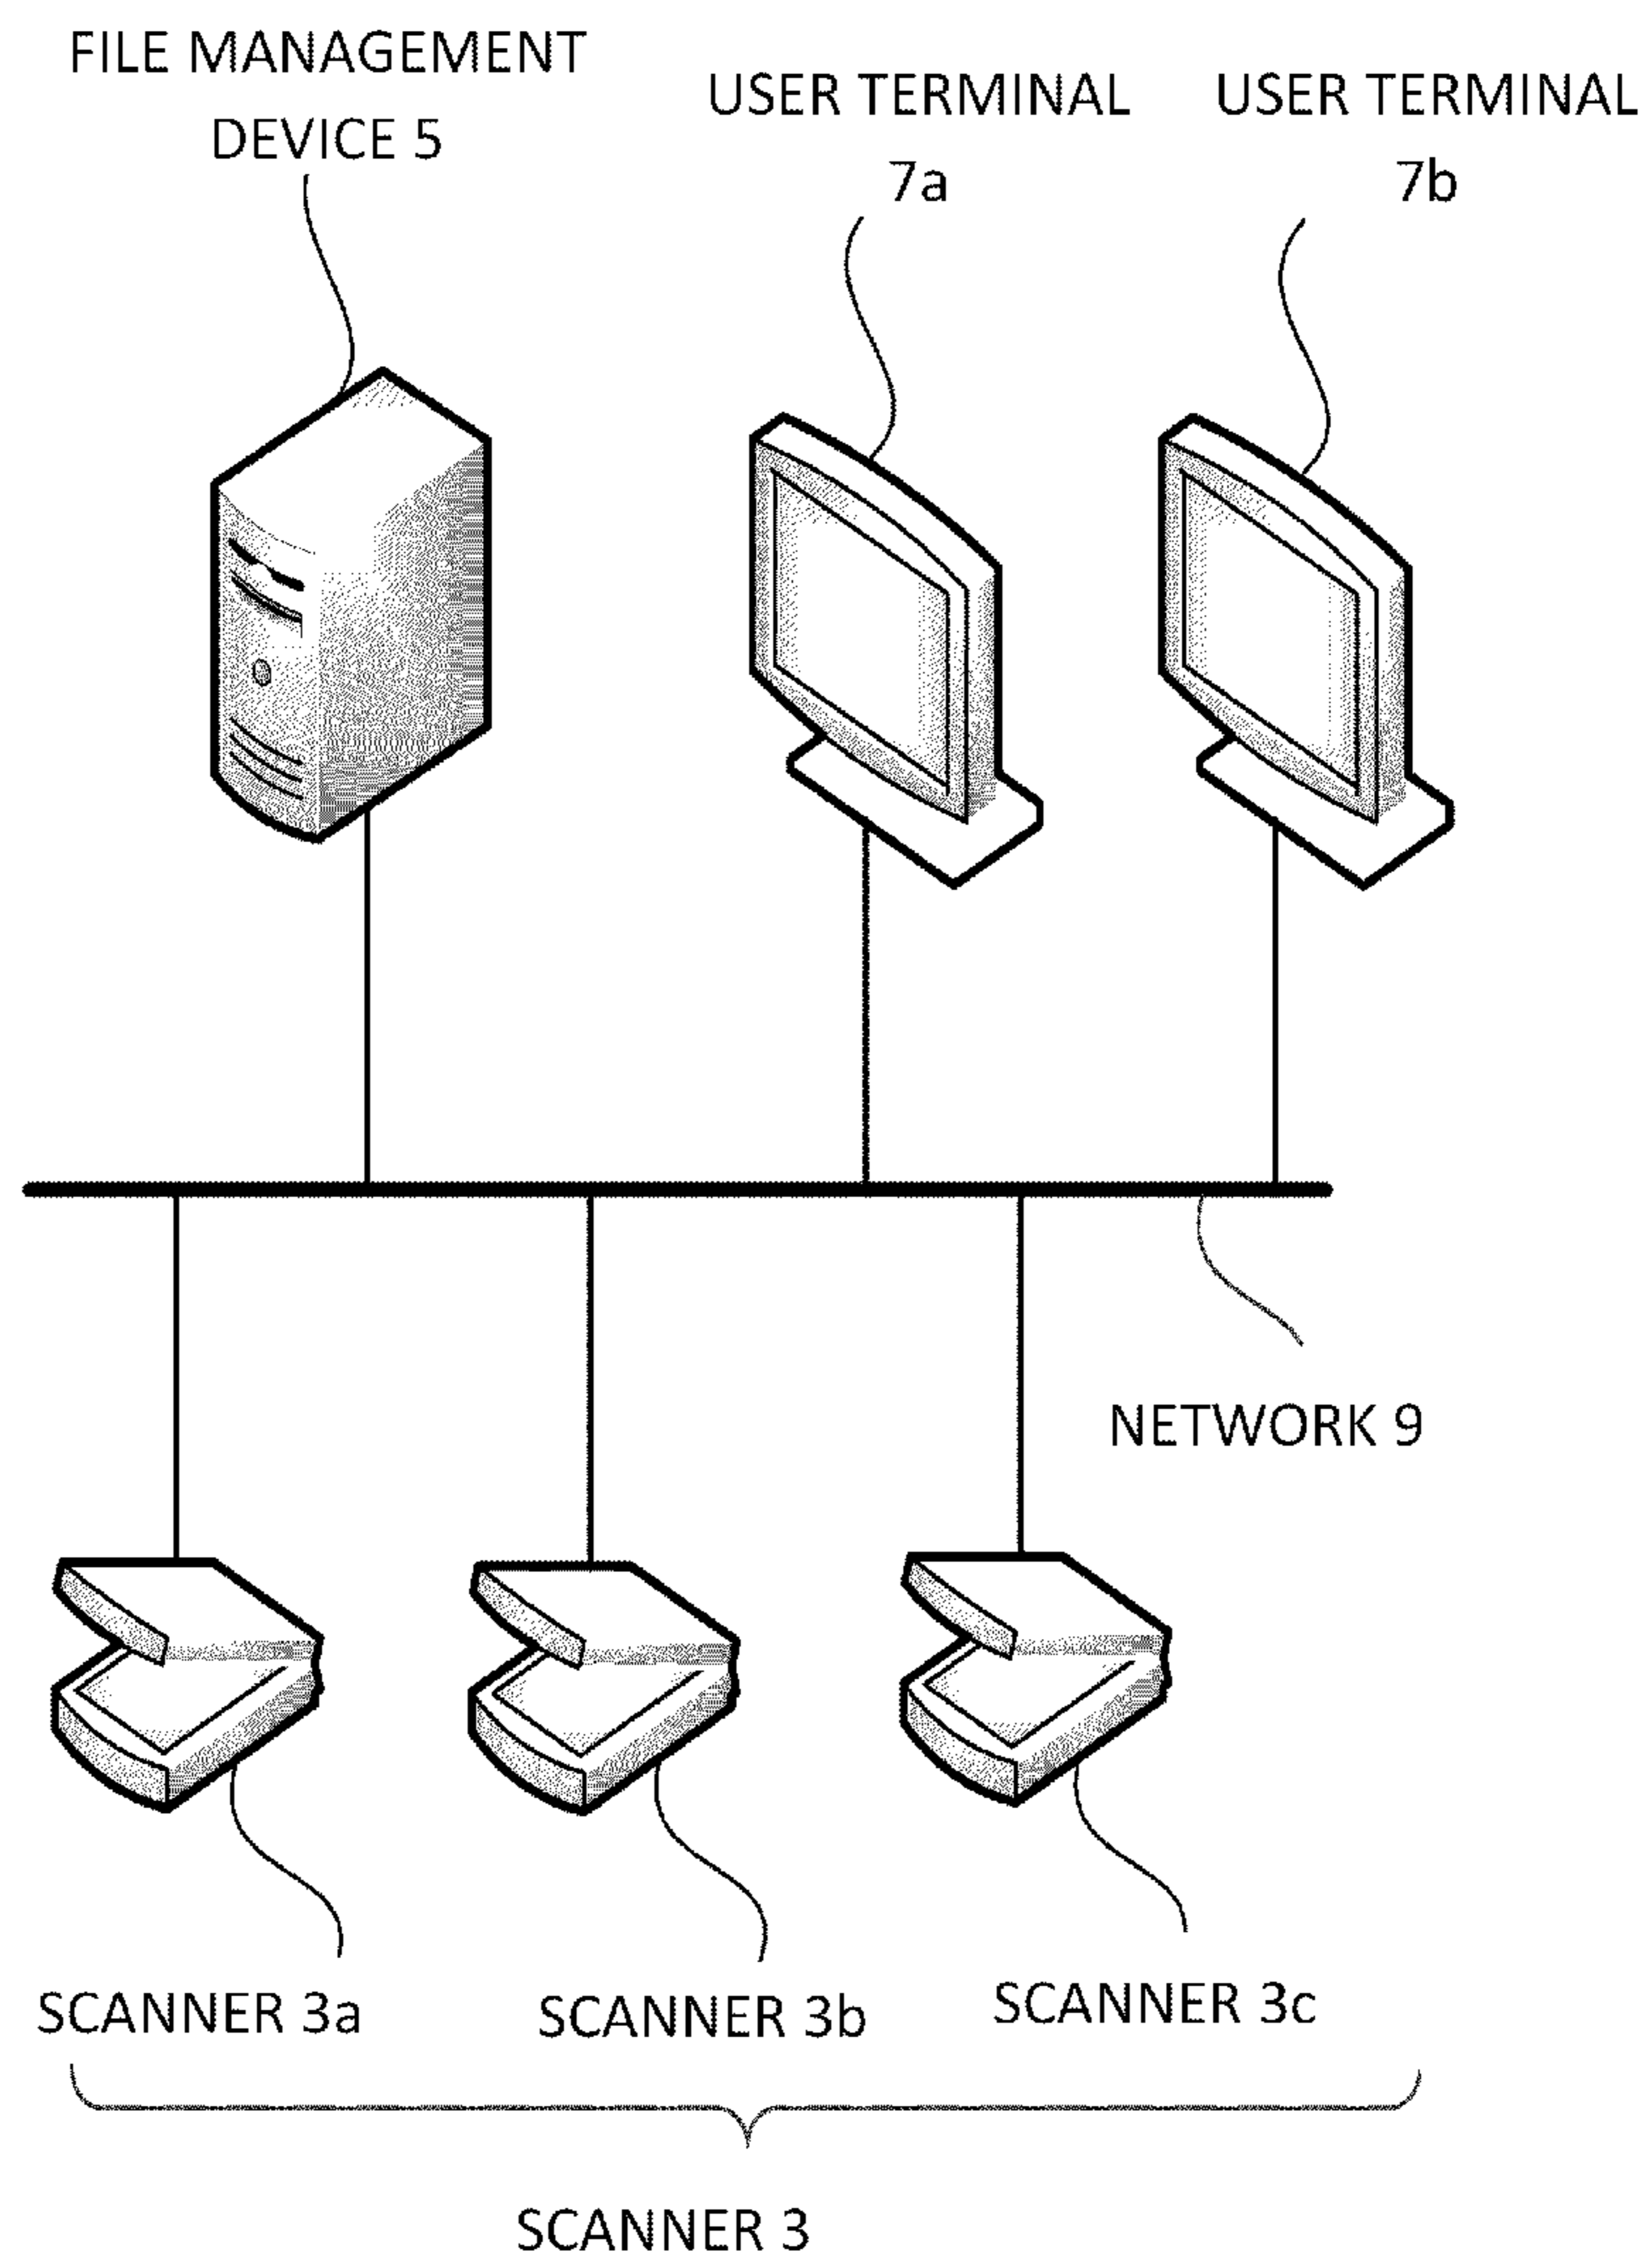 FILE MANAGEMENT
DEVICE 5
USER TERMINAL
7a
USER TERMINAL
7b
NETWORK 9
SCANNER 3a
SCANNER 3b
SCANNER 3c
SCANNER 3